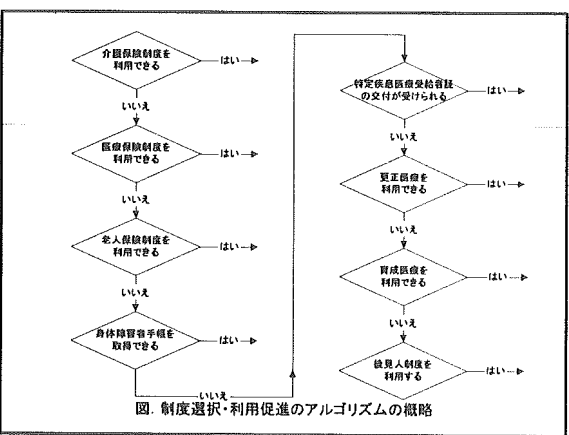 介護保険制度を
利用できる
はい
いいえ
医療保険制度を
利用できる
はい
いいえ
老人保険制度を
利用できる
はい
いいえ
身体障害者手帳を
取得できる
はい
いいえ
特定疾患医療受給者証
の交付が受けられる
はい
いいえ
更正医療を
利用できる
はい
いいえ
育成医療を
利用できる
はい
いいえ
後見人制度を
利用する
はい
図. 制度選択・利用促進のアルゴリズムの概略